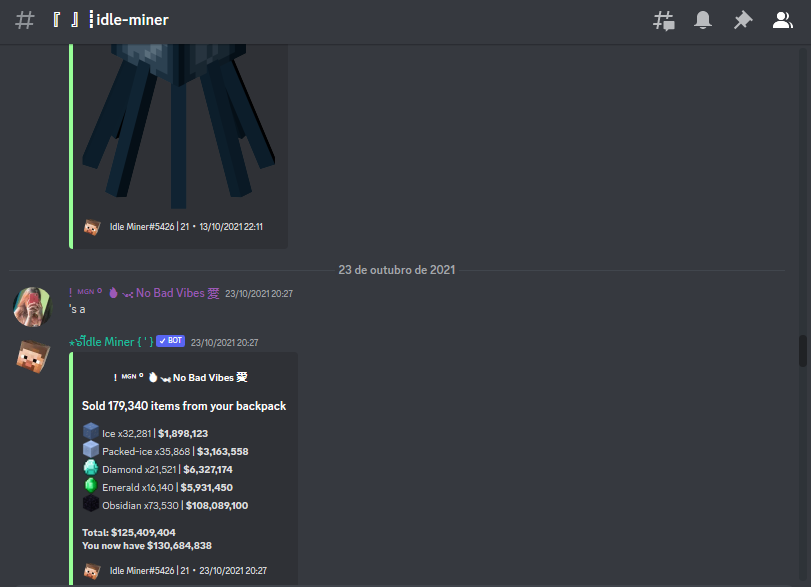 『 』┋idle-miner
Idle Miner#5426 | 21 • 13/10/2021 22:11
23 de outubro de 2021
! ᴹᴳᴺ ⁰ No Bad Vibes 愛 23/10/2021 20:27
's a
Idle Miner { ' } ✓ BOT 23/10/2021 20:27
! ᴹᴳᴺ ⁰ No Bad Vibes 愛
Sold 179,340 items from your backpack
Ice x32,281 | $1,898,123
Packed-ice x35,868 | $3,163,558
Diamond x21,521 | $6,327,174
Emerald x16,140 | $5,931,450
Obsidian x73,530 | $108,089,100
Total: $125,409,404
You now have $130,684,838
Idle Miner#5426 | 21 • 23/10/2021 20:27